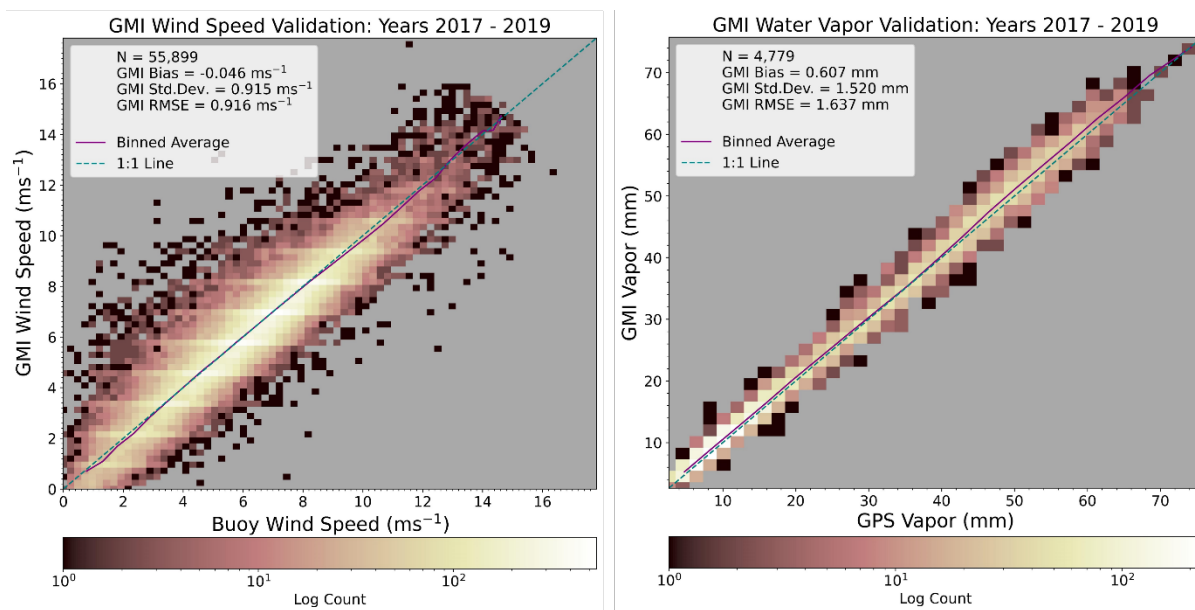 GMI Wind Speed Validation: Years 2017 - 2019
N = 55,899
GMI Bias = -0.046 ms⁻¹
GMI Std.Dev. = 0.915 ms⁻¹
GMI RMSE = 0.916 ms⁻¹
Binned Average
1:1 Line
GMI Wind Speed (ms⁻¹)
16
14
12
10
8
6
4
2
0
0 2 4 6 8 10 12 14 16
Buoy Wind Speed (ms⁻¹)
10⁰ 10¹ 10²
Log Count
GMI Water Vapor Validation: Years 2017 - 2019
N = 4,779
GMI Bias = 0.607 mm
GMI Std.Dev. = 1.520 mm
GMI RMSE = 1.637 mm
Binned Average
1:1 Line
GMI Vapor (mm)
70
60
50
40
30
20
10
10 20 30 40 50 60 70
GPS Vapor (mm)
10⁰ 10¹ 10²
Log Count